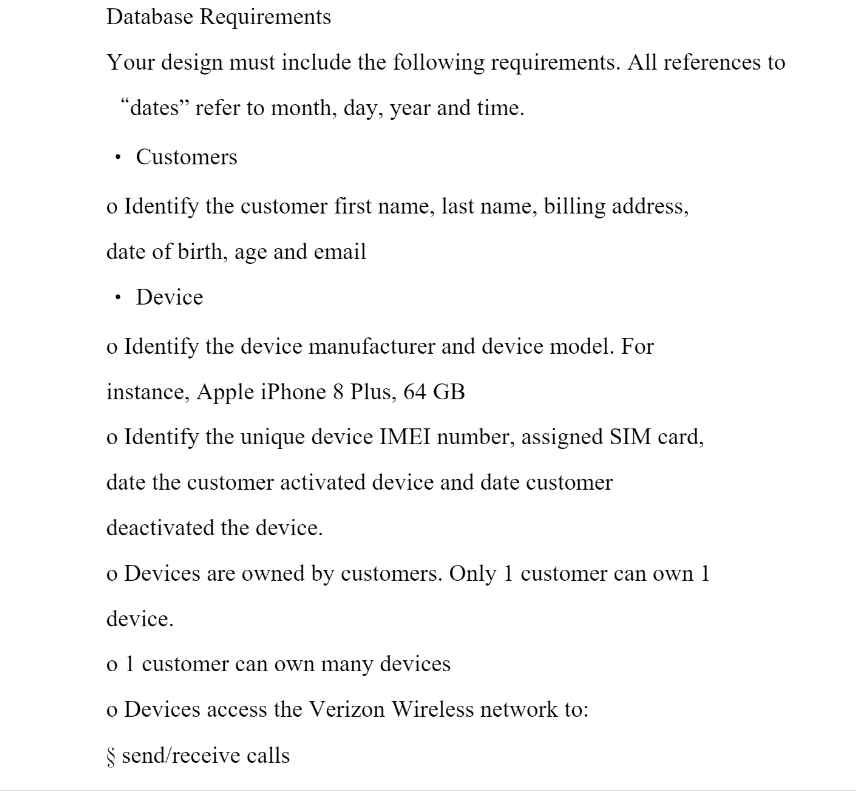 Database Requirements
Your design must include the following requirements. All references to
“dates” refer to month, day, year and time.
• Customers
o Identify the customer first name, last name, billing address,
date of birth, age and email
• Device
o Identify the device manufacturer and device model. For
instance, Apple iPhone 8 Plus, 64 GB
o Identify the unique device IMEI number, assigned SIM card,
date the customer activated device and date customer
deactivated the device.
o Devices are owned by customers. Only 1 customer can own 1
device.
o 1 customer can own many devices
o Devices access the Verizon Wireless network to:
§ send/receive calls